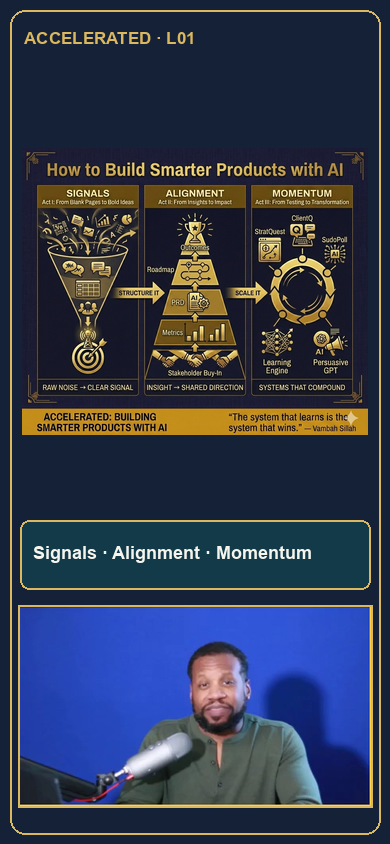 ACCELERATED · L01
How to Build Smarter Products with AI
SIGNALS
Act I: From Blank Pages to Bold Ideas
STRUCTURE IT
RAW NOISE → CLEAR SIGNAL
ALIGNMENT
Act II: From Insights to Impact
Outcomes
Roadmap
PRD
AI
Metrics
Stakeholder Buy-In
SCALE IT
INSIGHT → SHARED DIRECTION
MOMENTUM
Act III: From Testing to Transformation
ClientQ
StratQuest
SudoPoll
AI
Learning
Engine
AI
Persuasive
GPT
SYSTEMS THAT COMPOUND
ACCELERATED: BUILDING
SMARTER PRODUCTS WITH AI
“The system that learns is the
system that wins.” — Vambah Sillah
Signals · Alignment · Momentum